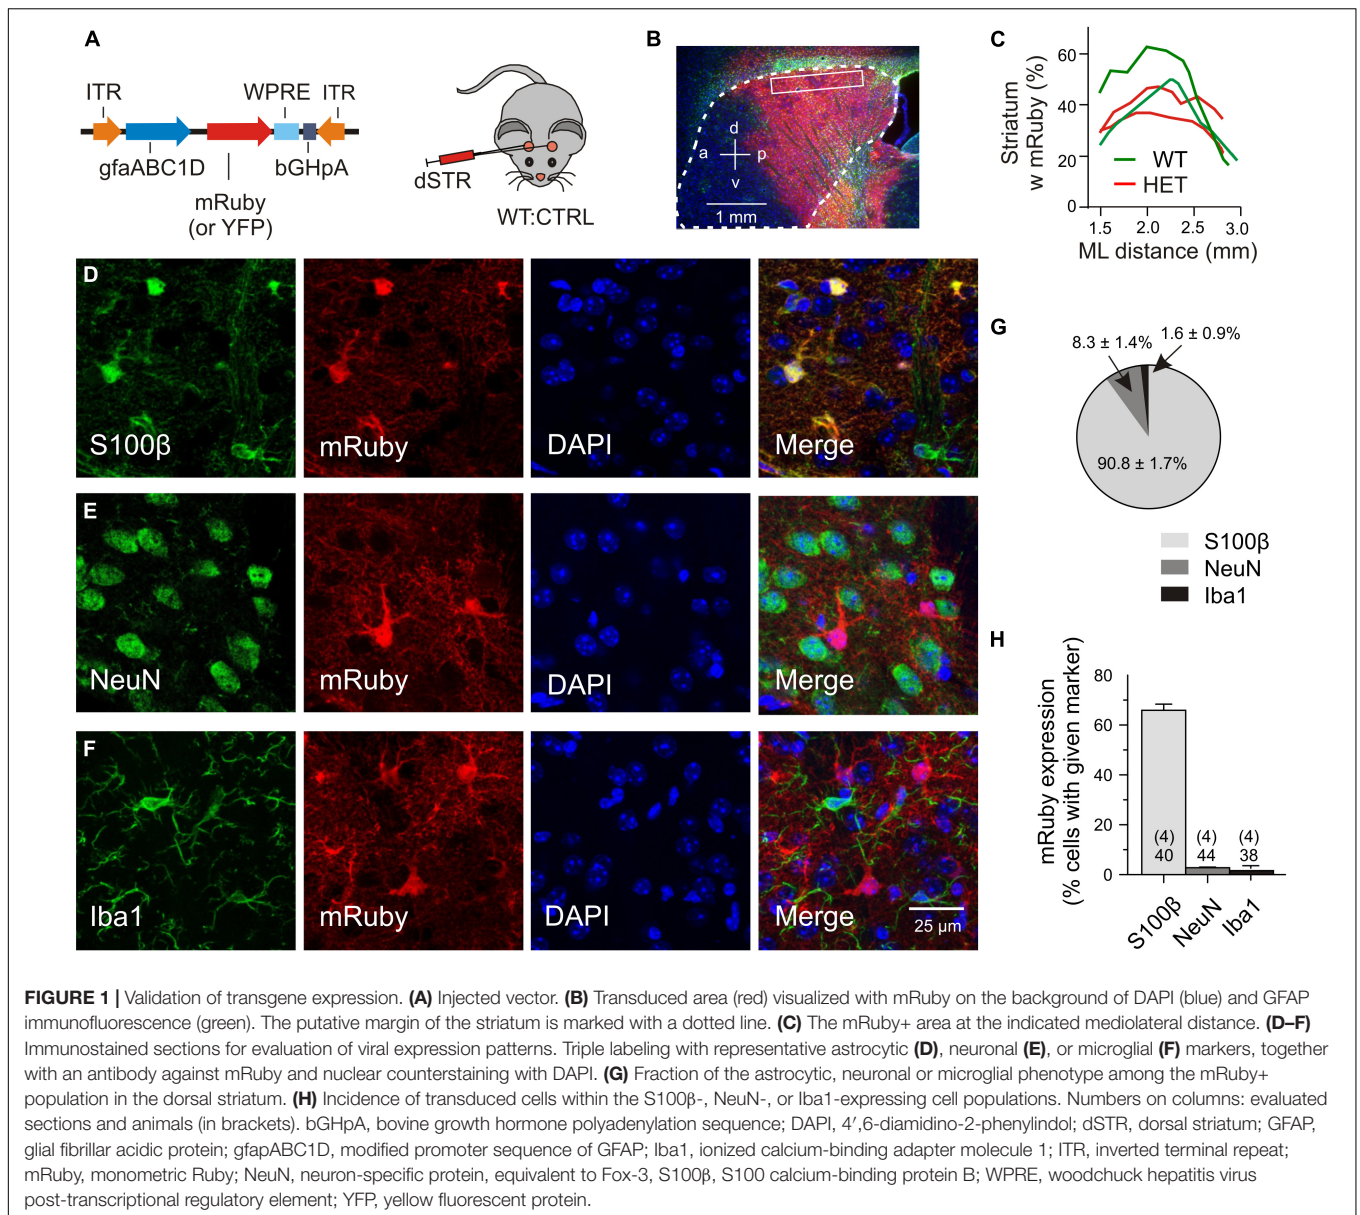 A
ITR
WPRE
ITR
gfaABC1D
bGHpA
mRuby
(or YFP)
dSTR
WT:CTRL
B
d
a
p
v
1 mm
C
Striatum
w mRuby (%)
60
40
20
0
WT
HET
1.5
2.0
2.5
3.0
ML distance (mm)
D
S100β
mRuby
DAPI
Merge
E
NeuN
mRuby
DAPI
Merge
F
Iba1
mRuby
DAPI
Merge
25 µm
G
8.3 ± 1.4%
1.6 ± 0.9%
90.8 ± 1.7%
S100β
NeuN
Iba1
H
mRuby expression
(% cells with given marker)
80
60
40
20
0
(4)
40
(4)
44
(4)
38
S100β
NeuN
Iba1
FIGURE 1 | Validation of transgene expression. (A) Injected vector. (B) Transduced area (red) visualized with mRuby on the background of DAPI (blue) and GFAP
immunofluorescence (green). The putative margin of the striatum is marked with a dotted line. (C) The mRuby+ area at the indicated mediolateral distance. (D–F)
Immunostained sections for evaluation of viral expression patterns. Triple labeling with representative astrocytic (D), neuronal (E), or microglial (F) markers, together
with an antibody against mRuby and nuclear counterstaining with DAPI. (G) Fraction of the astrocytic, neuronal or microglial phenotype among the mRuby+
population in the dorsal striatum. (H) Incidence of transduced cells within the S100β-, NeuN-, or Iba1-expressing cell populations. Numbers on columns: evaluated
sections and animals (in brackets). bGHpA, bovine growth hormone polyadenylation sequence; DAPI, 4′,6-diamidino-2-phenylindol; dSTR, dorsal striatum; GFAP,
glial fibrillar acidic protein; gfapABC1D, modified promoter sequence of GFAP; Iba1, ionized calcium-binding adapter molecule 1; ITR, inverted terminal repeat;
mRuby, monometric Ruby; NeuN, neuron-specific protein, equivalent to Fox-3, S100β, S100 calcium-binding protein B; WPRE, woodchuck hepatitis virus
post-transcriptional regulatory element; YFP, yellow fluorescent protein.